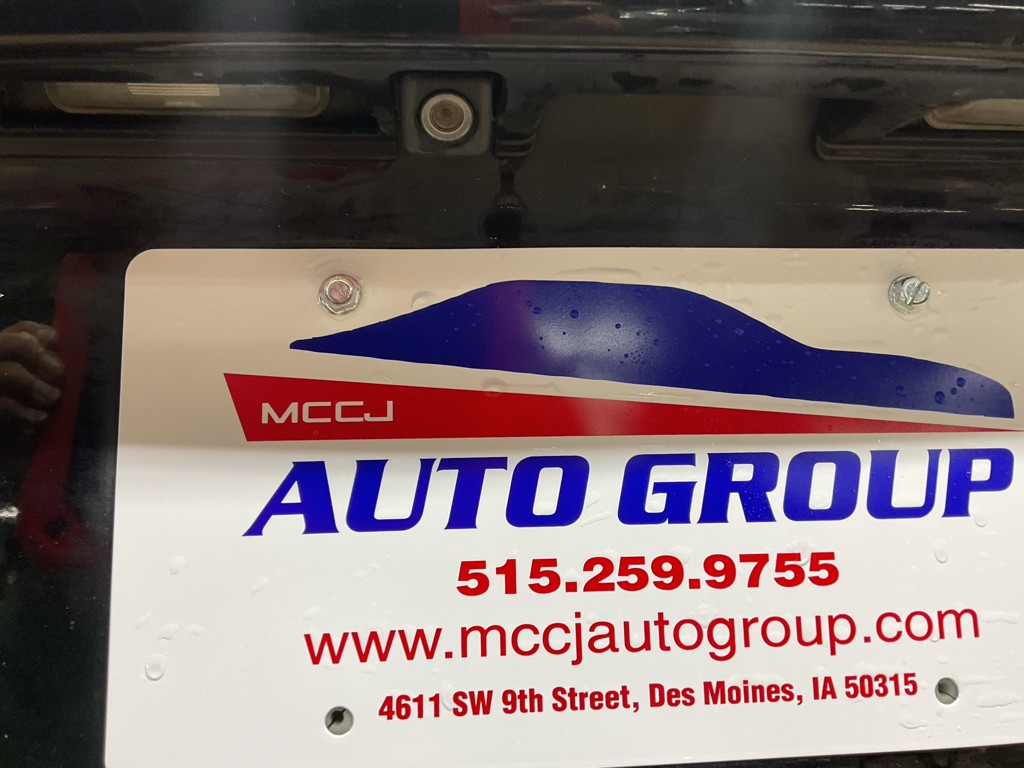 MCCJ
AUTO GROUP
515.259.9755
www.mccjautogroup.com
4611 SW 9th Street, Des Moines, IA 50315